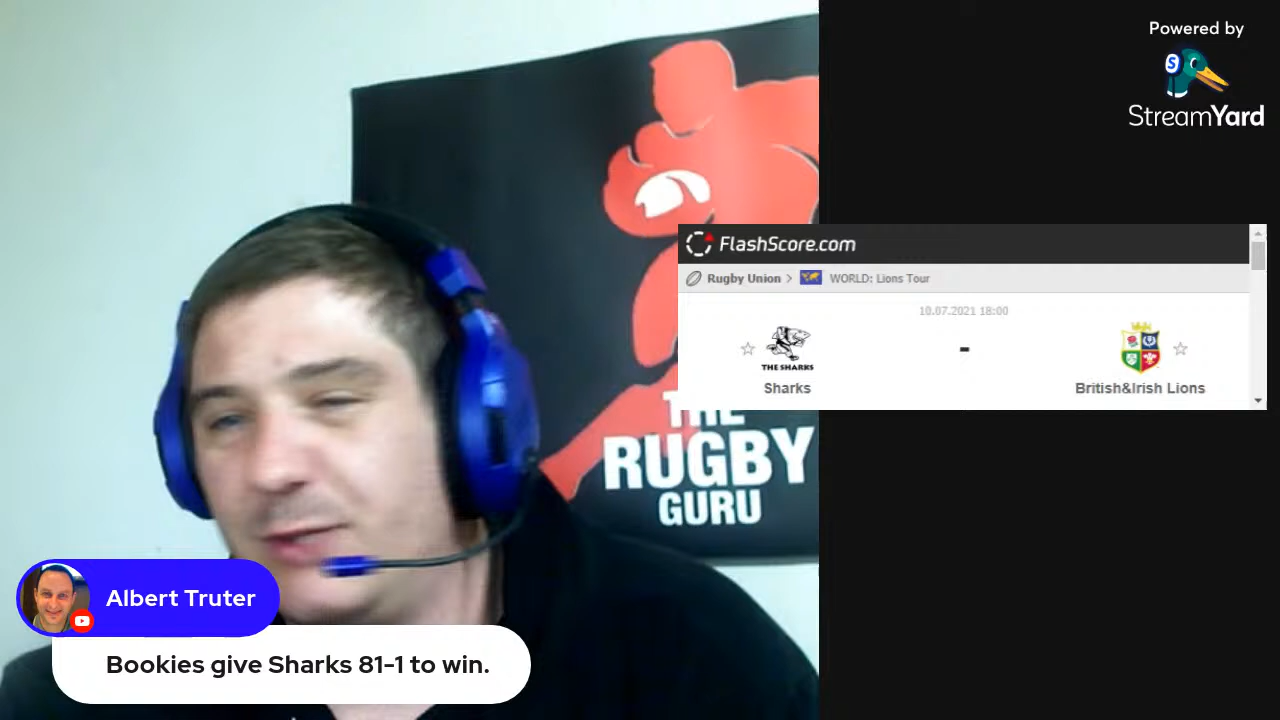 Powered by
StreamYard
FlashScore.com
Rugby Union > WORLD: Lions Tour
10.07.2021 18:00
THE SHARKS
-
Sharks
British&Irish Lions
THE
RUGBY
GURU
Albert Truter
Bookies give Sharks 81-1 to win.